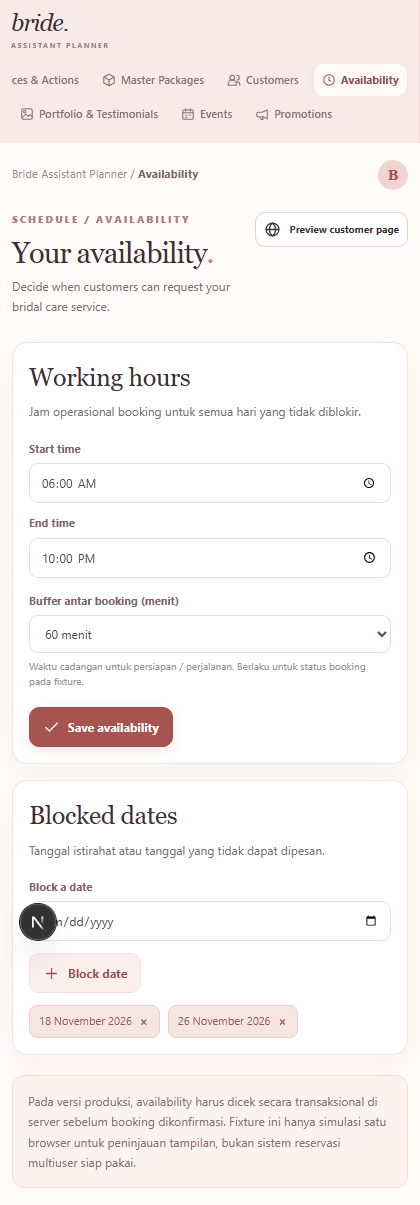 bride.
ASSISTANT PLANNER
ces & Actions Master Packages Customers Availability
Portfolio & Testimonials Events Promotions
Bride Assistant Planner / Availability
B
SCHEDULE / AVAILABILITY
Preview customer page
Your availability.
Decide when customers can request your
bridal care service.
Working hours
Jam operasional booking untuk semua hari yang tidak diblokir.
Start time
06:00 AM
End time
10:00 PM
Buffer antar booking (menit)
60 menit
Waktu cadangan untuk persiapan / perjalanan. Berlaku untuk status booking
pada fixture.
Save availability
Blocked dates
Tanggal istirahat atau tanggal yang tidak dapat dipesan.
Block a date
N
/dd/yyyy
+ Block date
18 November 2026 ×
26 November 2026 ×
Pada versi produksi, availability harus dicek secara transaksional di
server sebelum booking dikonfirmasi. Fixture ini hanya simulasi satu
browser untuk peninjauan tampilan, bukan sistem reservasi
multiuser siap pakai.